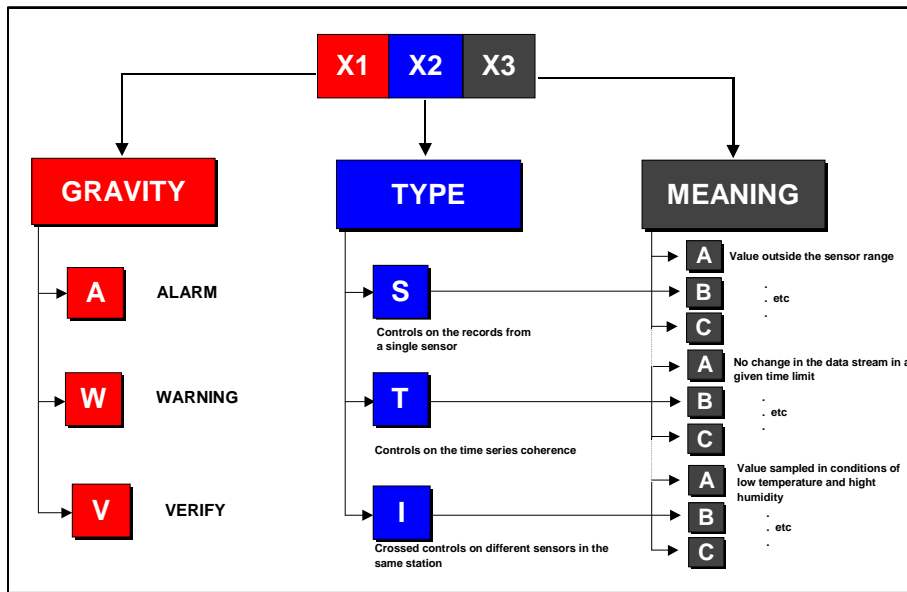 X1 X2 X3
GRAVITY
A ALARM
W WARNING
V VERIFY
TYPE
S
Controls on the records from
a single sensor
T
Controls on the time series coherence
I
Crossed controls on different sensors in the
same station
MEANING
A Value outside the sensor range
B . etc
C
A No change in the data stream in a
given time limit
B . etc
C
A Value sampled in conditions of
low temperature and hight
humidity
B . etc
C